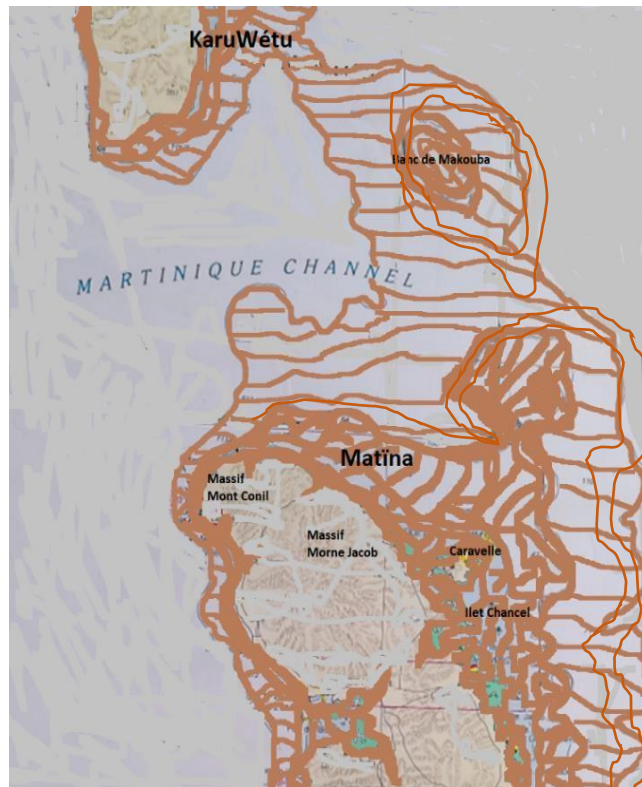 KaruWétu
Banc de Makouba
MARTINIQUE CHANNEL
Matïna
Massif
Mont Conil
Massif
Morne Jacob
Caravelle
Ilet Chancel